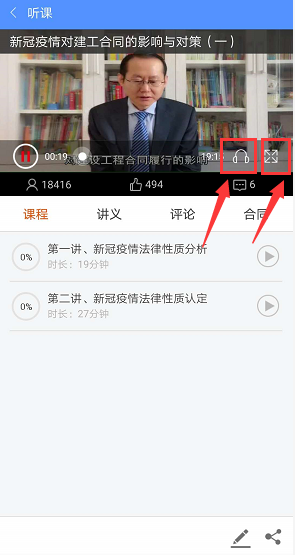 听课
新冠疫情对建工合同的影响与对策（一）
00:19
设工程合同履行的影响
18416
494
6
课程
讲义
评论
合同
0%
第一讲、新冠疫情法律性质分析
时长：19分钟
0%
第二讲、新冠疫情法律性质认定
时长：27分钟